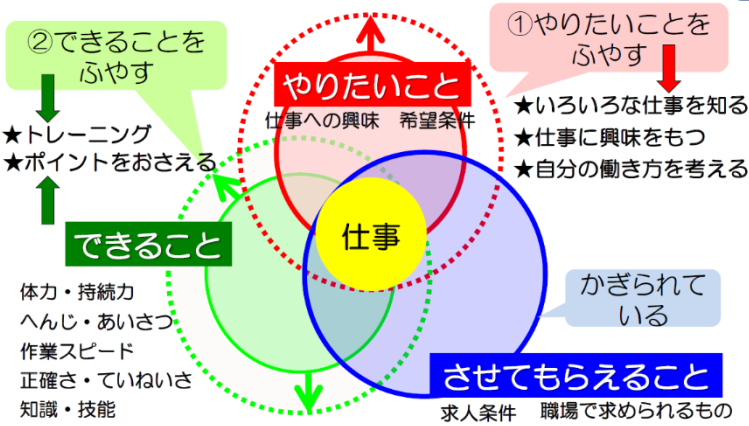 ②できることを
ふやす
①やりたいことを
ふやす
やりたいこと
仕事への興味　希望条件
★トレーニング
★ポイントをおさえる
★いろいろな仕事を知る
★仕事に興味をもつ
★自分の働き方を考える
できること
仕事
体力・持続力
へんじ・あいさつ
作業スピード
正確さ・ていねいさ
知識・技能
かぎられて
いる
させてもらえること
求人条件　職場で求められるもの